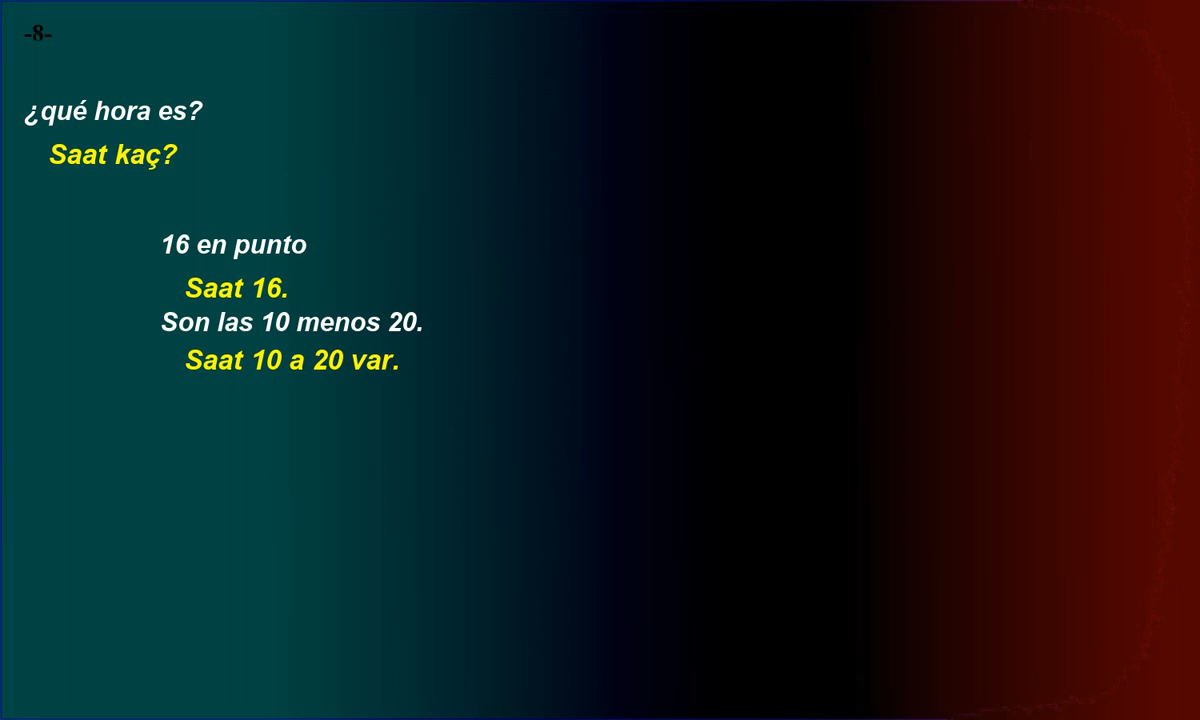 -8-
¿qué hora es?
Saat kaç?
16 en punto
Saat 16.
Son las 10 menos 20.
Saat 10 a 20 var.